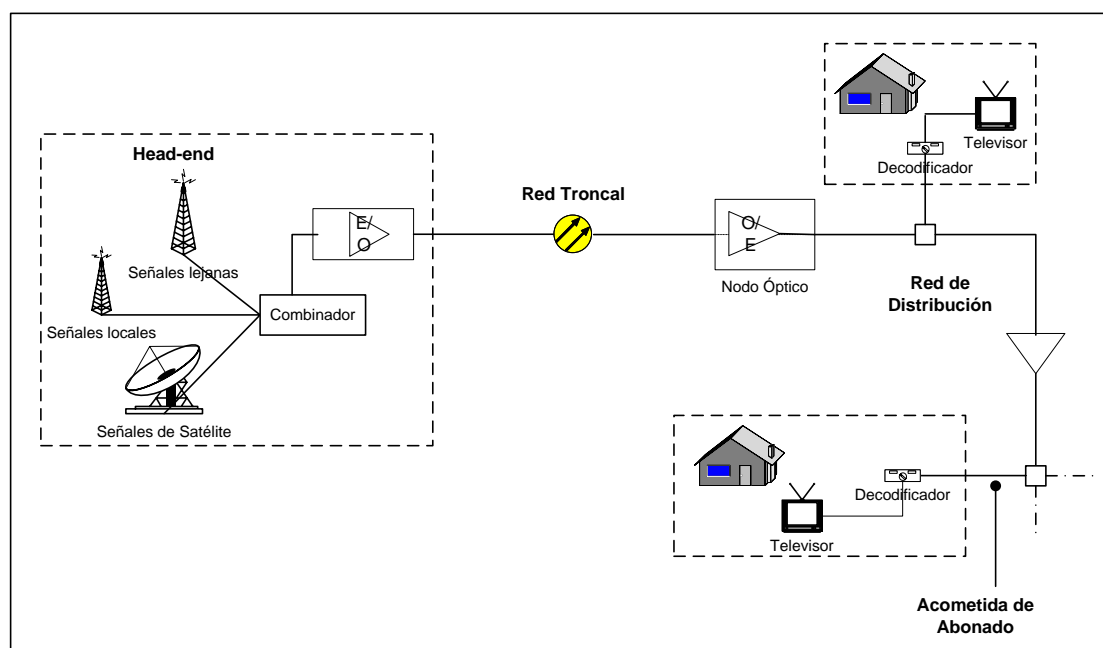 Head-end
Señales lejanas
Señales locales
Señales de Satélite
Combinador
E/
O
Red Troncal
O/
E
Nodo Óptico
Televisor
Decodificador
Red de
Distribución
Decodificador
Televisor
Acometida de
Abonado